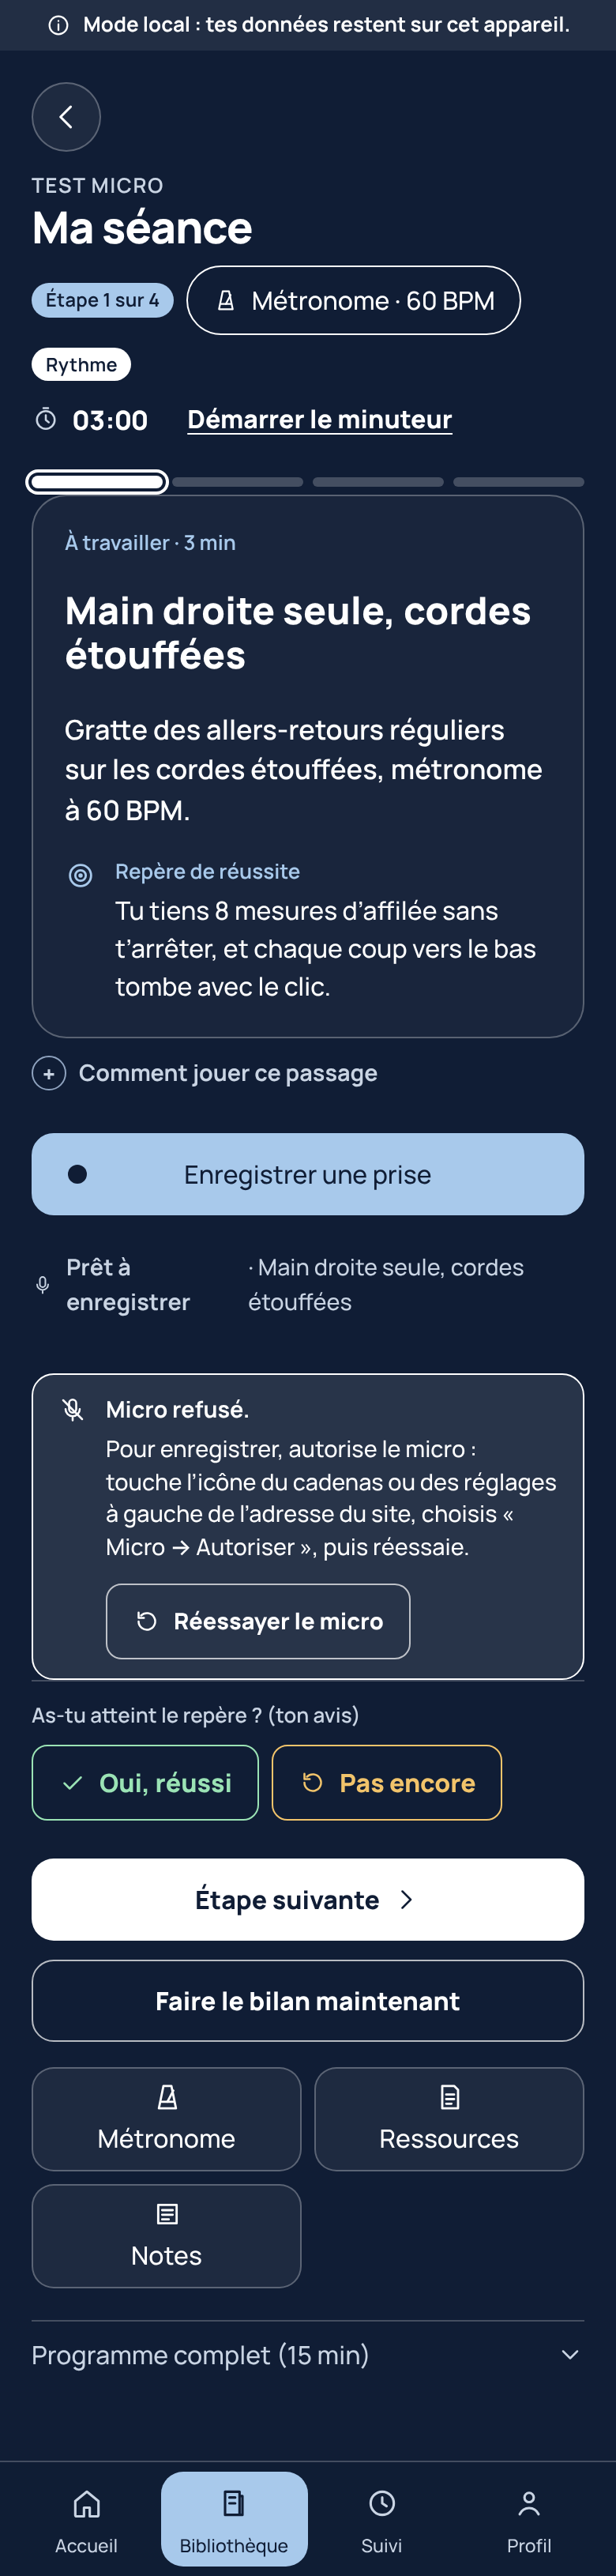 Mode local : tes données restent sur cet appareil.
TEST MICRO
Ma séance
Étape 1 sur 4
Métronome · 60 BPM
Rythme
03:00 Démarrer le minuteur
À travailler · 3 min
Main droite seule, cordes
étouffées
Gratte des allers-retours réguliers
sur les cordes étouffées, métronome
à 60 BPM.
Repère de réussite
Tu tiens 8 mesures d’affilée sans
t’arrêter, et chaque coup vers le bas
tombe avec le clic.
Comment jouer ce passage
Enregistrer une prise
Prêt à
enregistrer
· Main droite seule, cordes
étouffées
Micro refusé.
Pour enregistrer, autorise le micro :
touche l’icône du cadenas ou des réglages
à gauche de l’adresse du site, choisis «
Micro → Autoriser », puis réessaie.
Réessayer le micro
As-tu atteint le repère ? (ton avis)
Oui, réussi
Pas encore
Étape suivante
Faire le bilan maintenant
Métronome
Ressources
Notes
Programme complet (15 min)
Accueil
Bibliothèque
Suivi
Profil